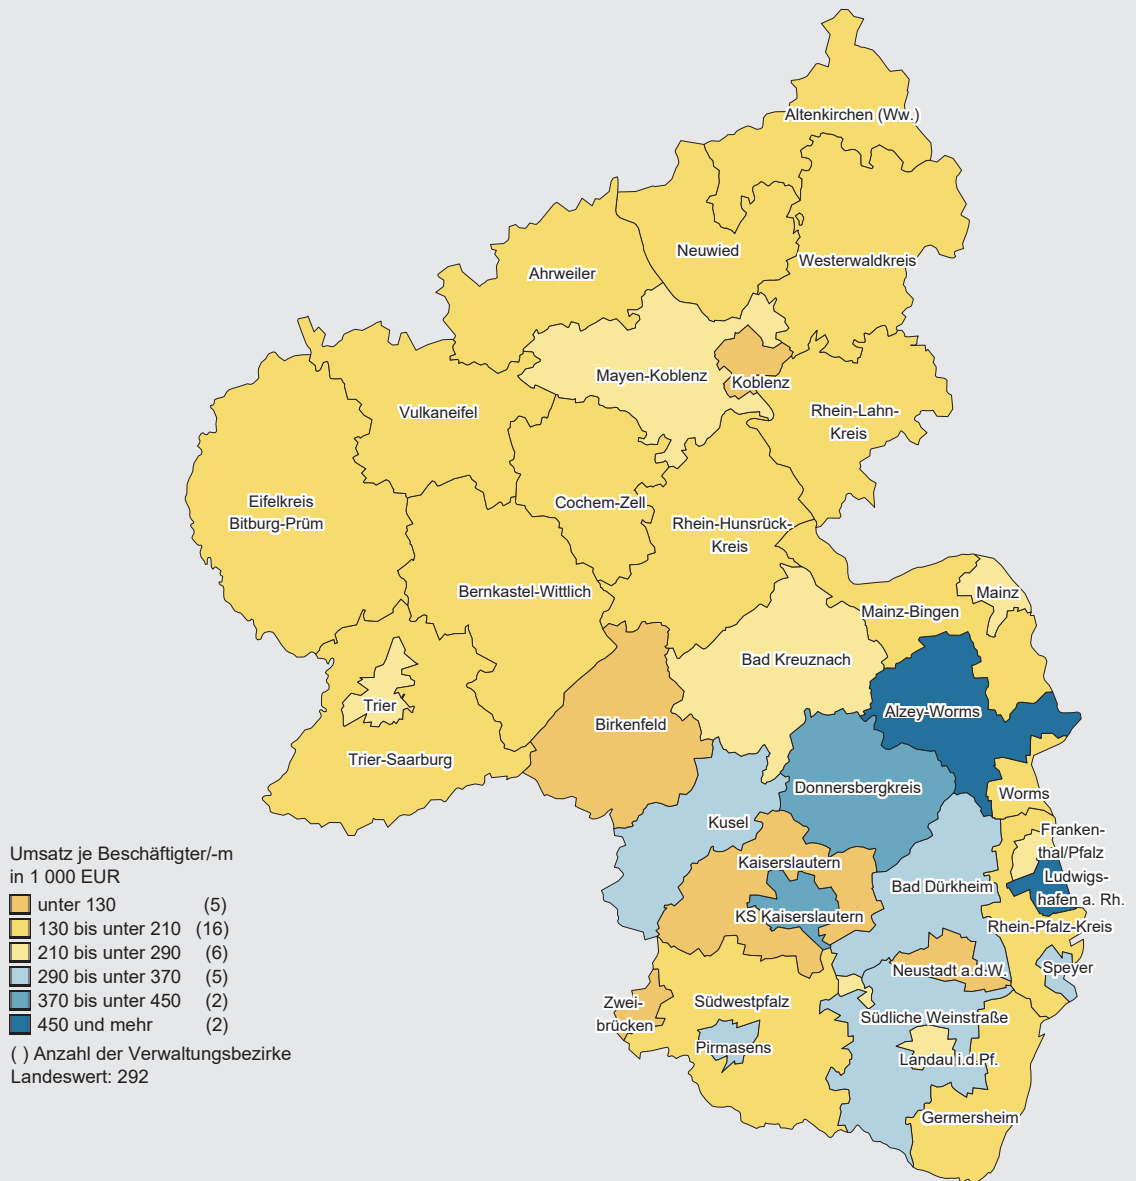 Altenkirchen (Ww.)
Neuwied
Westerwaldkreis
Ahrweiler
Mayen-Koblenz
Koblenz
Vulkaneifel
Rhein-Lahn-
Kreis
Eifelkreis
Bitburg-Prüm
Cochem-Zell
Rhein-Hunsrück-
Kreis
Bernkastel-Wittlich
Mainz
Mainz-Bingen
Bad Kreuznach
Trier
Alzey-Worms
Birkenfeld
Trier-Saarburg
Donnersbergkreis
Worms
Kusel
Franken-
thal/Pfalz
Kaiserslautern
Ludwigs-
hafen a. Rh.
Bad Dürkheim
KS Kaiserslautern
Rhein-Pfalz-Kreis
Neustadt a.d.W.
Speyer
Zwei-
brücken
Südwestpfalz
Südliche Weinstraße
Pirmasens
Landau i.d.Pf.
Germersheim
Umsatz je Beschäftigter/-m
in 1 000 EUR
unter 130 (5)
130 bis unter 210 (16)
210 bis unter 290 (6)
290 bis unter 370 (5)
370 bis unter 450 (2)
450 und mehr (2)
( ) Anzahl der Verwaltungsbezirke
Landeswert: 292